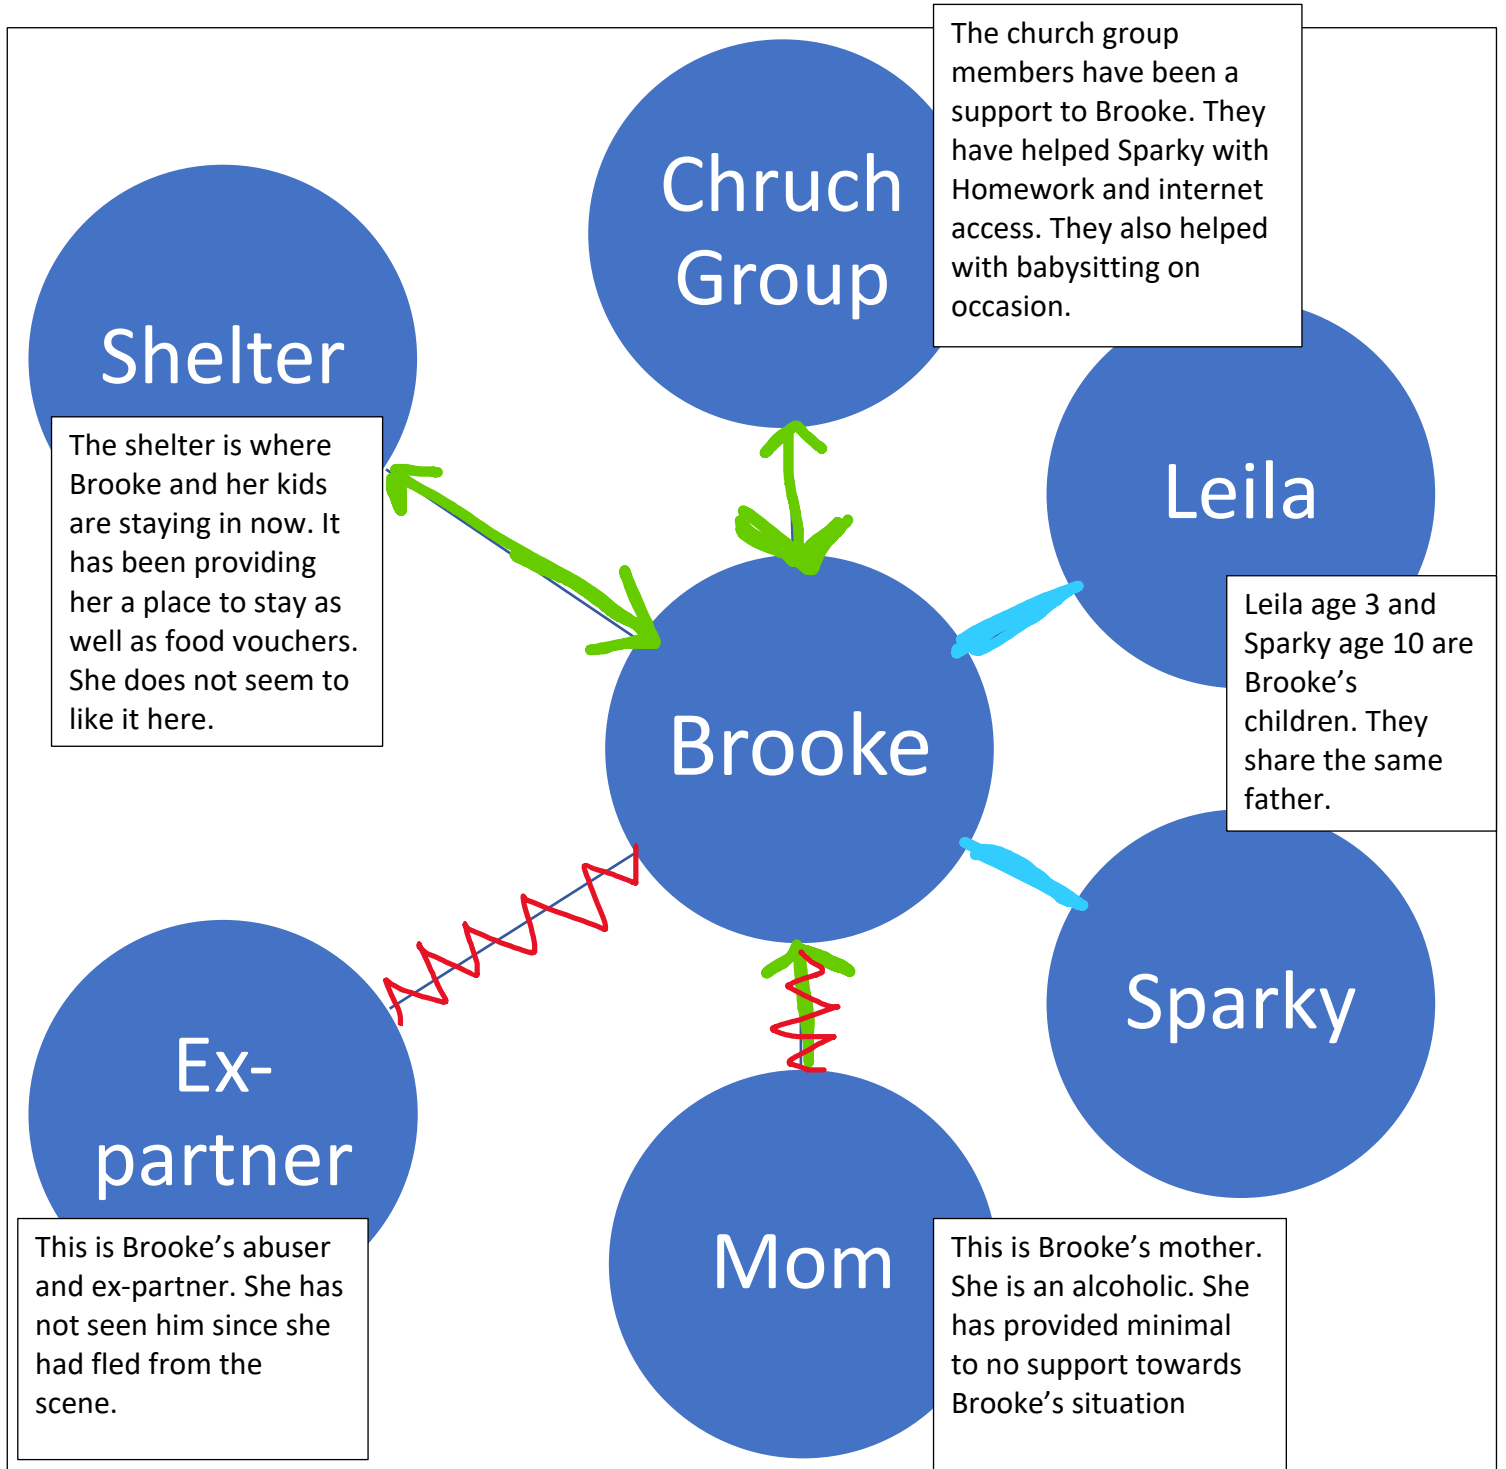 Chruch
Group
The church group
members have been a
support to Brooke. They
have helped Sparky with
Homework and internet
access. They also helped
with babysitting on
occasion.
Shelter
The shelter is where
Brooke and her kids
are staying in now. It
has been providing
her a place to stay as
well as food vouchers.
She does not seem to
like it here.
Leila
Leila age 3 and
Sparky age 10 are
Brooke’s
children. They
share the same
father.
Brooke
Sparky
Ex-
partner
This is Brooke’s abuser
and ex-partner. She has
not seen him since she
had fled from the
scene.
Mom
This is Brooke’s mother.
She is an alcoholic. She
has provided minimal
to no support towards
Brooke’s situation